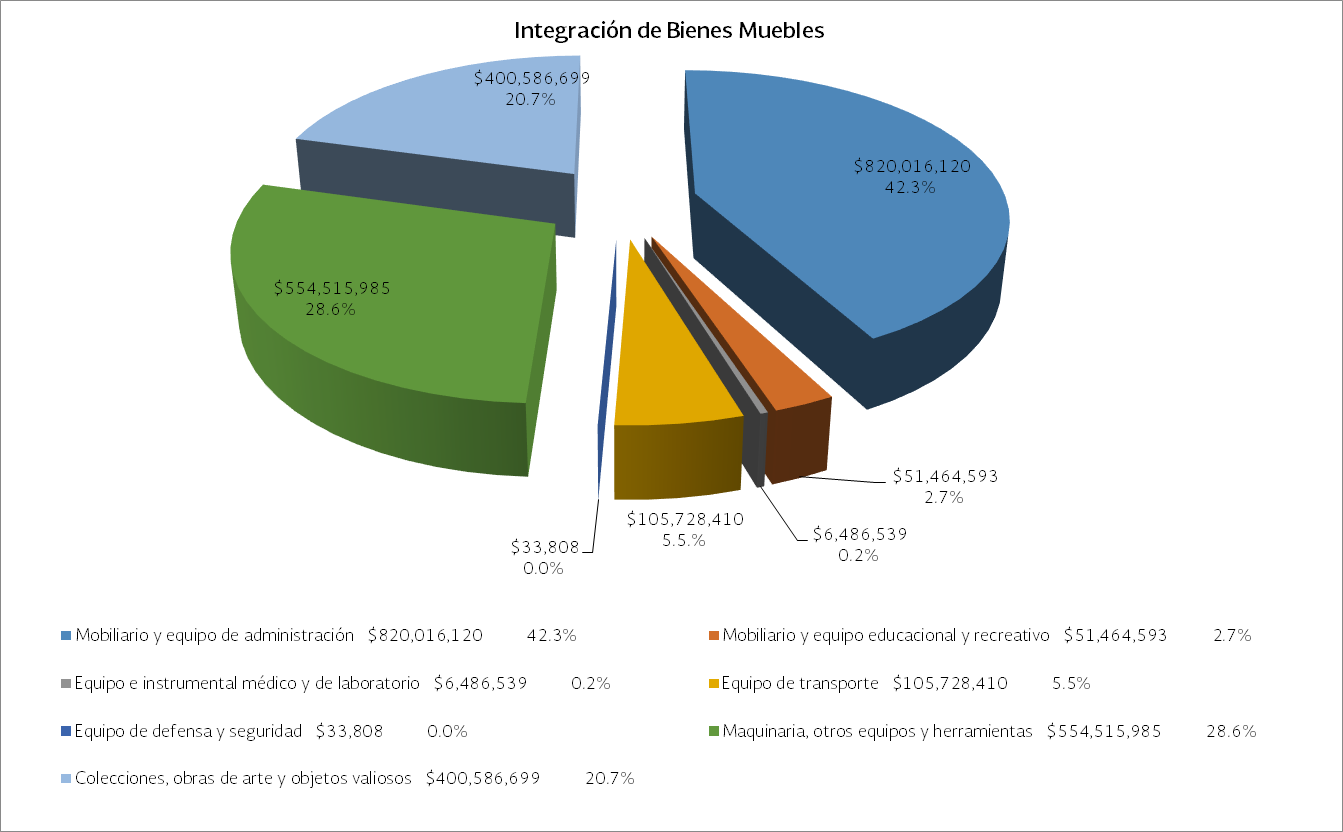 Integración de Bienes Muebles
$400,586,699
20.7%
$820,016,120
42.3%
$554,515,985
28.6%
$51,464,593
2.7%
$105,728,410
5.5.%
$6,486,539
0.2%
$33,808
0.0%
Mobiliario y equipo de administración $820,016,120 42.3%
Mobiliario y equipo educacional y recreativo $51,464,593 2.7%
Equipo e instrumental médico y de laboratorio $6,486,539 0.2%
Equipo de transporte $105,728,410 5.5%
Equipo de defensa y seguridad $33,808 0.0%
Maquinaria, otros equipos y herramientas $554,515,985 28.6%
Colecciones, obras de arte y objetos valiosos $400,586,699 20.7%